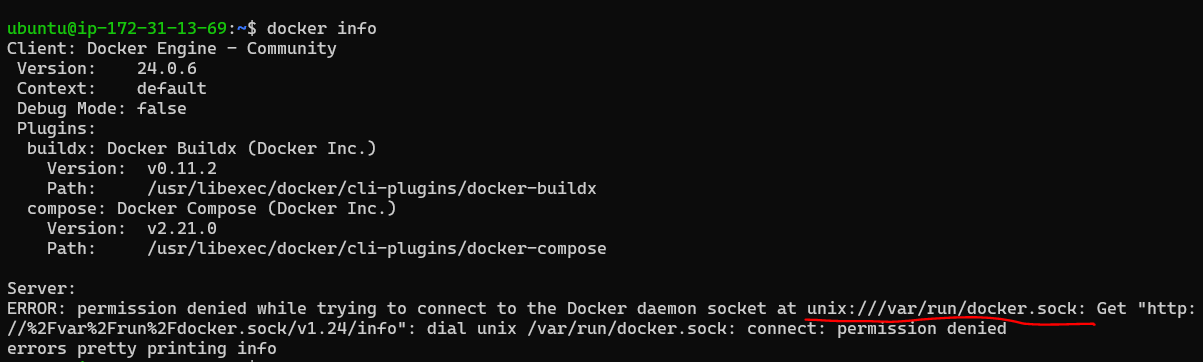 ubuntu@ip-172-31-13-69:~$ docker info
Client: Docker Engine - Community
 Version:    24.0.6
 Context:    default
 Debug Mode: false
 Plugins:
  buildx: Docker Buildx (Docker Inc.)
    Version:  v0.11.2
    Path:     /usr/libexec/docker/cli-plugins/docker-buildx
  compose: Docker Compose (Docker Inc.)
    Version:  v2.21.0
    Path:     /usr/libexec/docker/cli-plugins/docker-compose

Server:
ERROR: permission denied while trying to connect to the Docker daemon socket at unix:///var/run/docker.sock: Get "http:
//%2Fvar%2Frun%2Fdocker.sock/v1.24/info": dial unix /var/run/docker.sock: connect: permission denied
errors pretty printing info